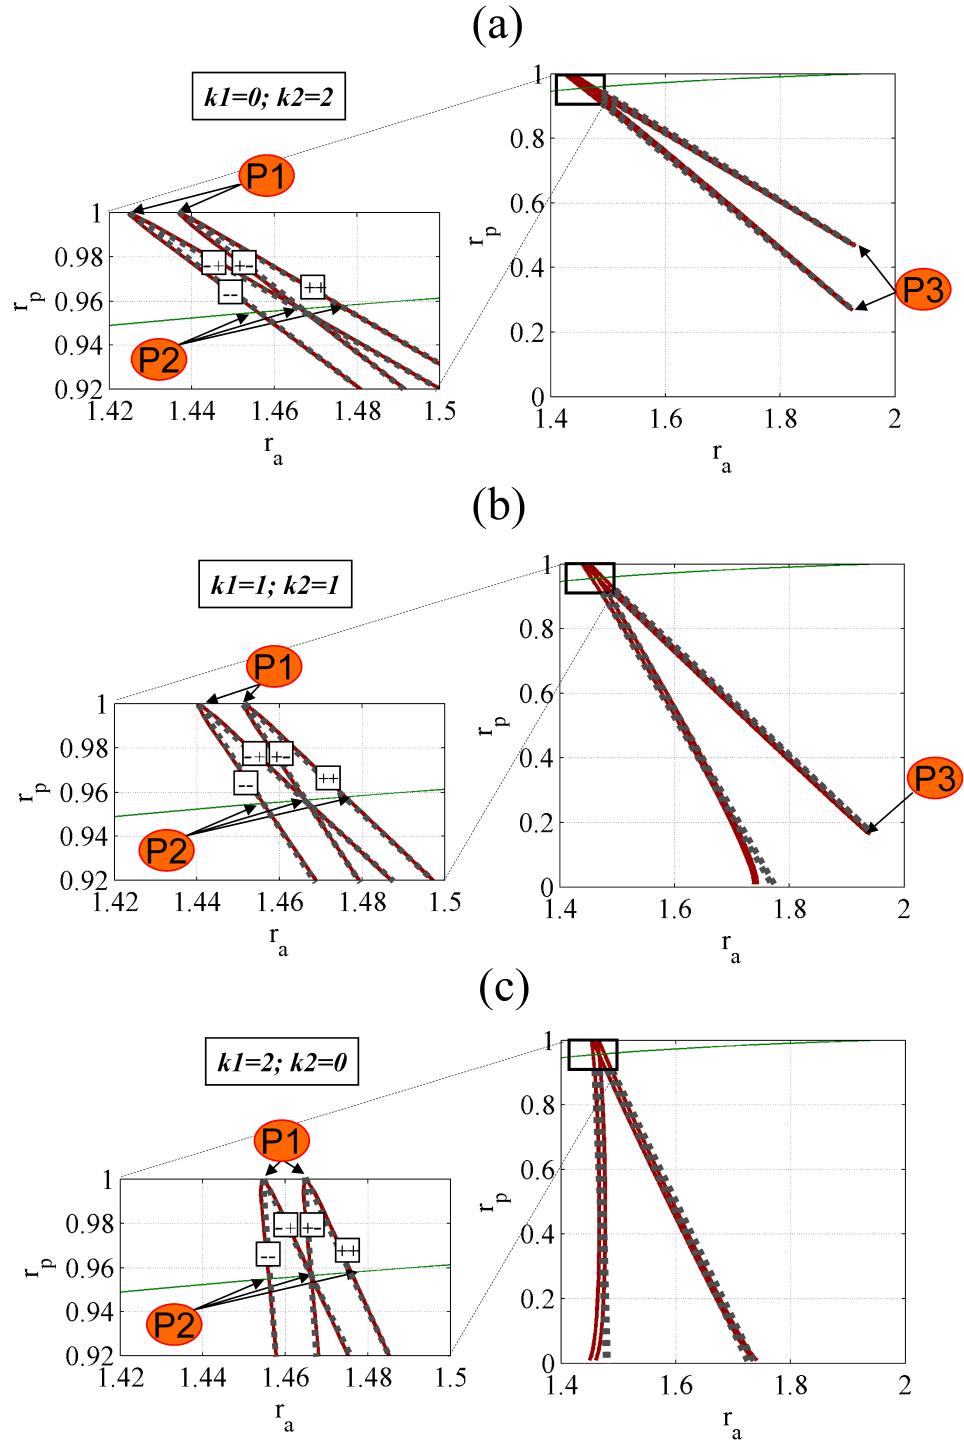 (a)
k1=0; k2=2
P1
1
0.98
0.96
0.94
0.92
r_p
-+
+-
--
++
P2
1.42
1.44
1.46
1.48
1.5
r_a
1
0.8
0.6
0.4
0.2
0
r_p
P3
1.4
1.6
1.8
2
r_a
(b)
k1=1; k2=1
P1
1
0.98
0.96
0.94
0.92
r_p
-+
+-
--
++
P2
1.42
1.44
1.46
1.48
1.5
r_a
1
0.8
0.6
0.4
0.2
0
r_p
P3
1.4
1.6
1.8
2
r_a
(c)
k1=2; k2=0
P1
1
0.98
0.96
0.94
0.92
r_p
-+
+-
--
++
P2
1.42
1.44
1.46
1.48
1.5
r_a
1
0.8
0.6
0.4
0.2
0
r_p
1.4
1.6
1.8
2
r_a